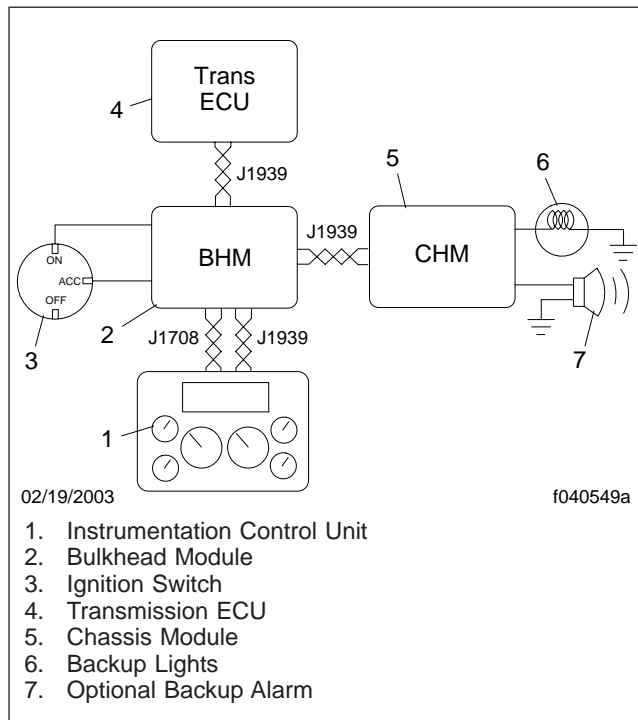 Trans
ECU
4
J1939
5
6
ON
ACC
OFF
BHM
J1939
CHM
3
2
J1708
J1939
7
1
02/19/2003
f040549a
1. Instrumentation Control Unit
2. Bulkhead Module
3. Ignition Switch
4. Transmission ECU
5. Chassis Module
6. Backup Lights
7. Optional Backup Alarm